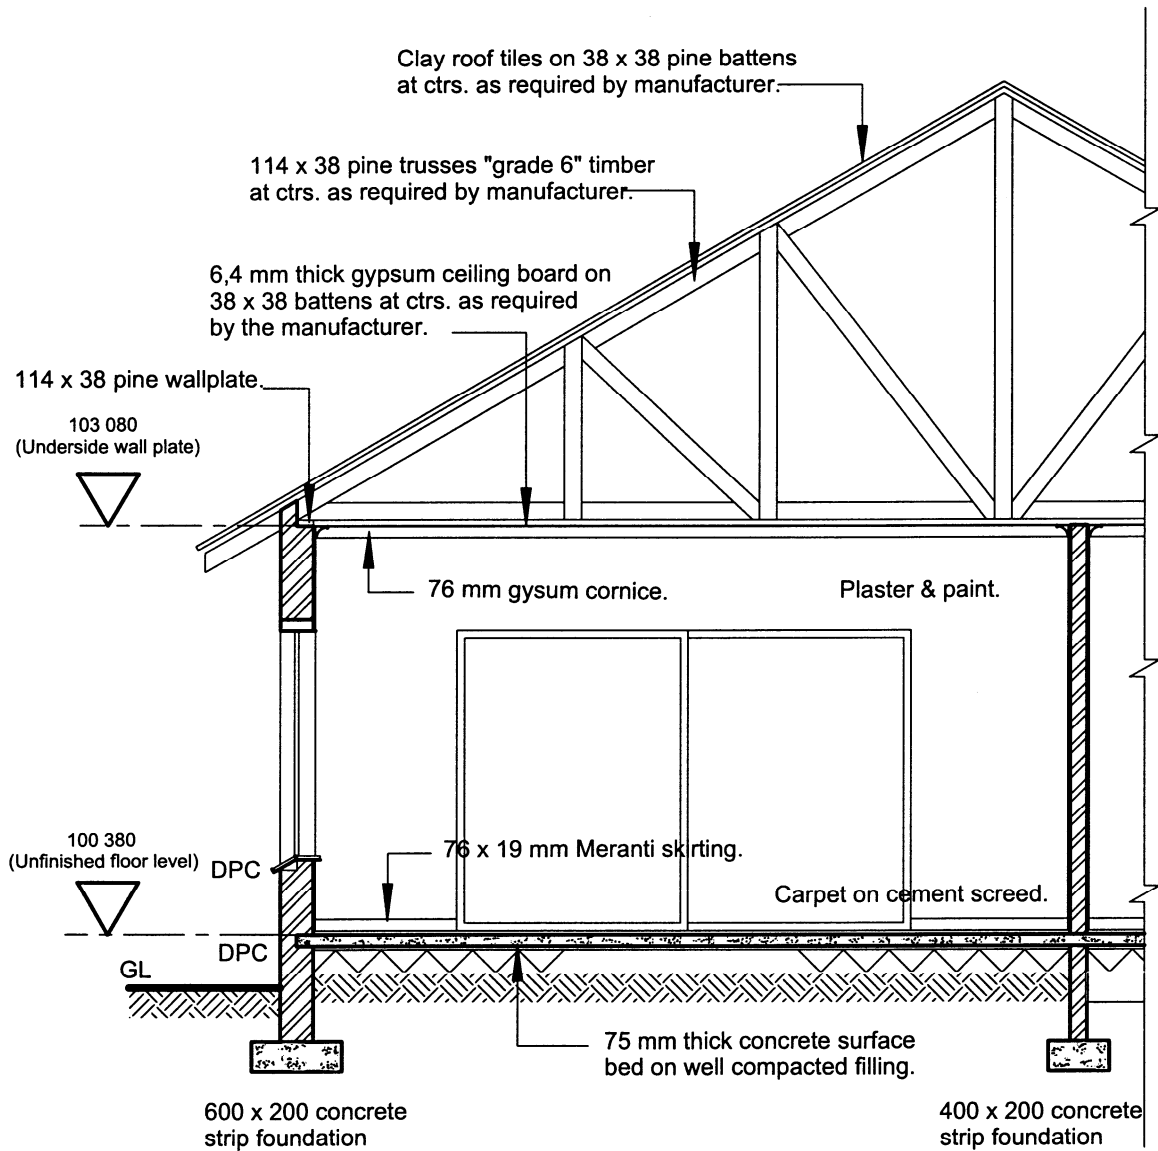 Clay roof tiles on 38 x 38 pine battens
at ctrs. as required by manufacturer.
114 x 38 pine trusses "grade 6" timber
at ctrs. as required by manufacturer.
6,4 mm thick gypsum ceiling board on
38 x 38 battens at ctrs. as required
by the manufacturer.
114 x 38 pine wallplate.
103 080
(Underside wall plate)
76 mm gysum cornice.
Plaster & paint.
100 380
(Unfinished floor level)
DPC
76 x 19 mm Meranti skirting.
Carpet on cement screed.
DPC
GL
75 mm thick concrete surface
bed on well compacted filling.
600 x 200 concrete
strip foundation
400 x 200 concrete
strip foundation